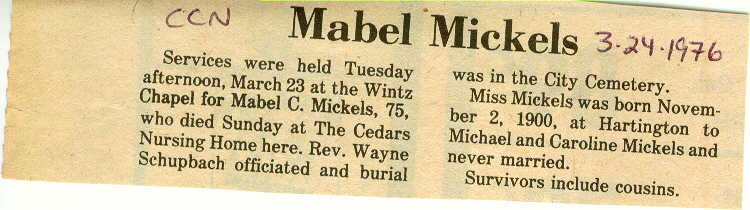 CCN
Mabel Mickels
3-24-1976
Services were held Tuesday
afternoon, March 23 at the Wintz
Chapel for Mabel C. Mickels, 75,
who died Sunday at The Cedars
Nursing Home here. Rev. Wayne
Schupbach officiated and burial
was in the City Cemetery.
Miss Mickels was born Novem-
ber 2, 1900, at Hartington to
Michael and Caroline Mickels and
never married.
Survivors include cousins.